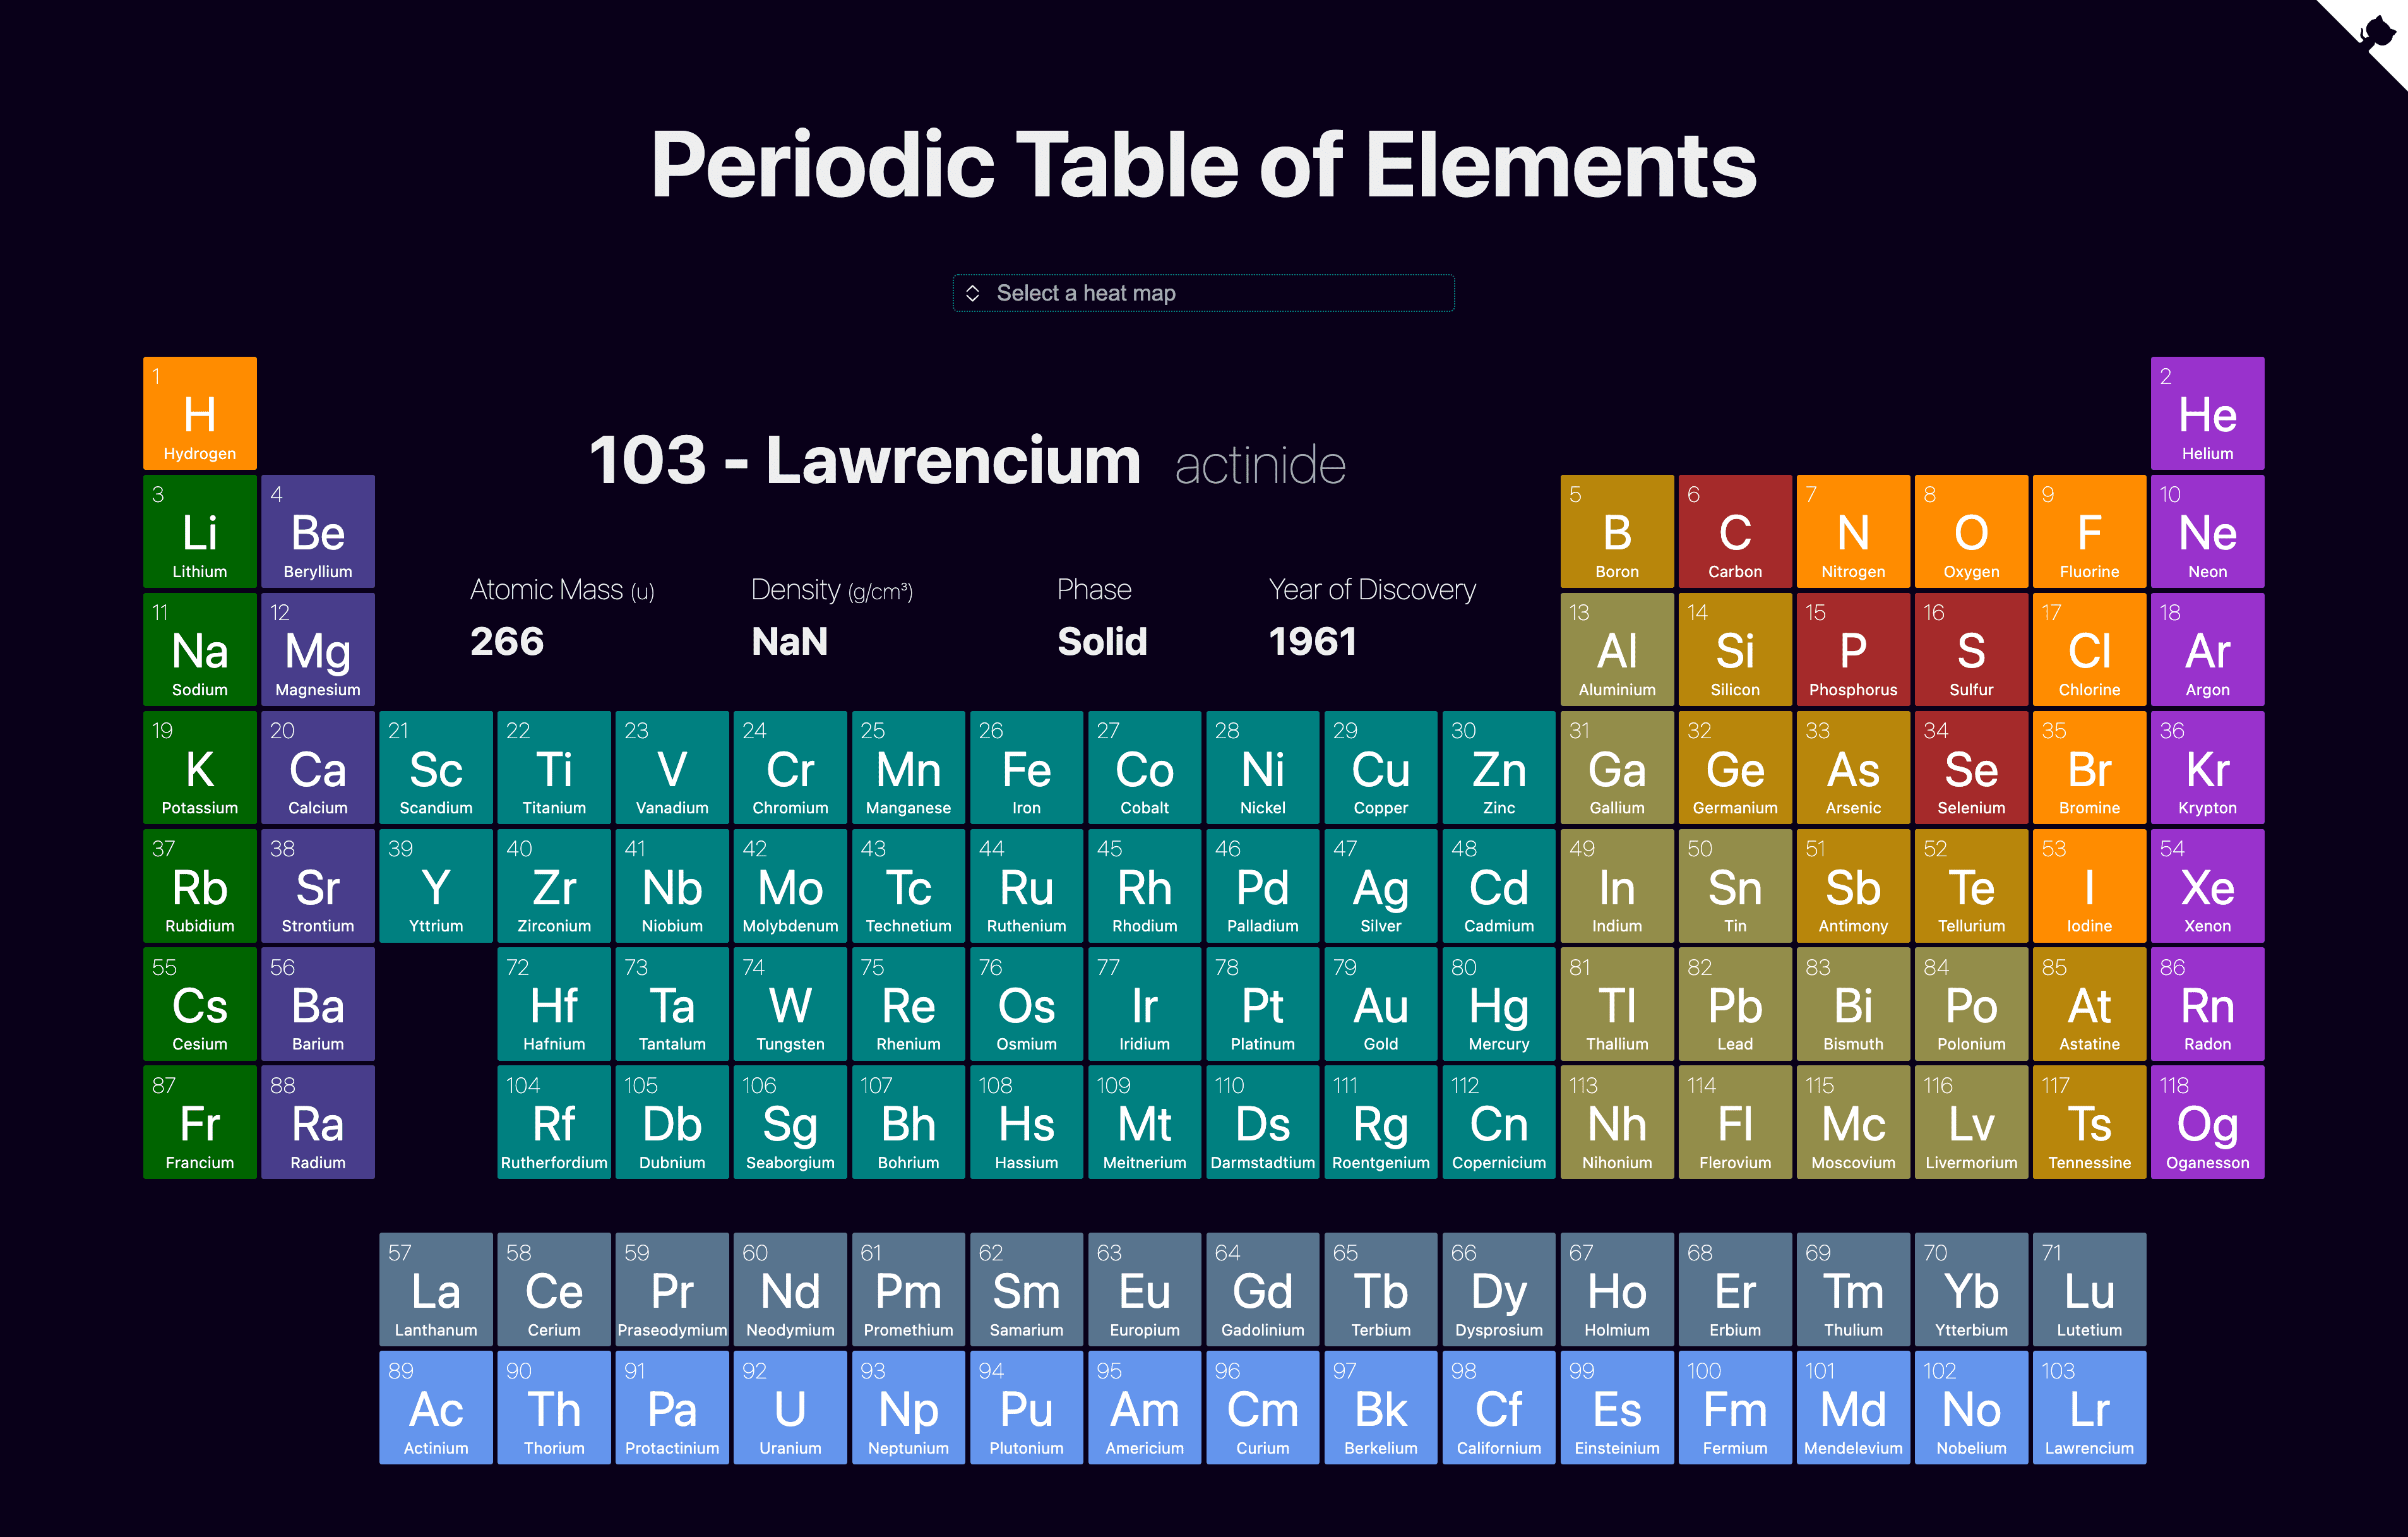 Periodic Table of Elements
Select a heat map
103 - Lawrencium actinide
Atomic Mass (u) Density (g/cm³) Phase Year of Discovery
266 NaN Solid 1961
1 2
H He
Hydrogen Helium
3 4 5 6 7 8 9 10
Li Be B C N O F Ne
Lithium Beryllium Boron Carbon Nitrogen Oxygen Fluorine Neon
11 12 13 14 15 16 17 18
Na Mg Al Si P S Cl Ar
Sodium Magnesium Aluminium Silicon Phosphorus Sulfur Chlorine Argon
19 20 21 22 23 24 25 26 27 28 29 30 31 32 33 34 35 36
K Ca Sc Ti V Cr Mn Fe Co Ni Cu Zn Ga Ge As Se Br Kr
Potassium Calcium Scandium Titanium Vanadium Chromium Manganese Iron Cobalt Nickel Copper Zinc Gallium Germanium Arsenic Selenium Bromine Krypton
37 38 39 40 41 42 43 44 45 46 47 48 49 50 51 52 53 54
Rb Sr Y Zr Nb Mo Tc Ru Rh Pd Ag Cd In Sn Sb Te I Xe
Rubidium Strontium Yttrium Zirconium Niobium Molybdenum Technetium Ruthenium Rhodium Palladium Silver Cadmium Indium Tin Antimony Tellurium Iodine Xenon
55 56 72 73 74 75 76 77 78 79 80 81 82 83 84 85 86
Cs Ba Hf Ta W Re Os Ir Pt Au Hg Tl Pb Bi Po At Rn
Cesium Barium Hafnium Tantalum Tungsten Rhenium Osmium Iridium Platinum Gold Mercury Thallium Lead Bismuth Polonium Astatine Radon
87 88 104 105 106 107 108 109 110 111 112 113 114 115 116 117 118
Fr Ra Rf Db Sg Bh Hs Mt Ds Rg Cn Nh Fl Mc Lv Ts Og
Francium Radium Rutherfordium Dubnium Seaborgium Bohrium Hassium Meitnerium Darmstadtium Roentgenium Copernicium Nihonium Flerovium Moscovium Livermorium Tennessine Oganesson
57 58 59 60 61 62 63 64 65 66 67 68 69 70 71
La Ce Pr Nd Pm Sm Eu Gd Tb Dy Ho Er Tm Yb Lu
Lanthanum Cerium Praseodymium Neodymium Promethium Samarium Europium Gadolinium Terbium Dysprosium Holmium Erbium Thulium Ytterbium Lutetium
89 90 91 92 93 94 95 96 97 98 99 100 101 102 103
Ac Th Pa U Np Pu Am Cm Bk Cf Es Fm Md No Lr
Actinium Thorium Protactinium Uranium Neptunium Plutonium Americium Curium Berkelium Californium Einsteinium Fermium Mendelevium Nobelium Lawrencium